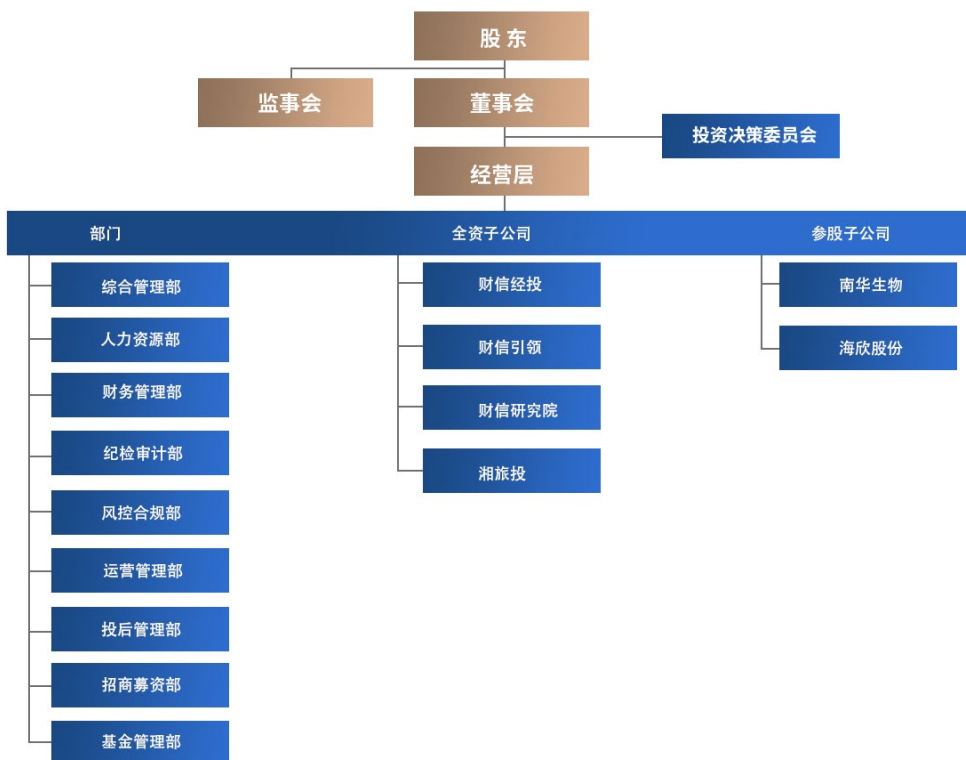 股东
监事会
董事会
投资决策委员会
经营层
部门
全资子公司
参股子公司
综合管理部
人力资源部
财务管理部
纪检审计部
风控合规部
运营管理部
投后管理部
招商募资部
基金管理部
财信经投
财信引领
财信研究院
湘旅投
南华生物
海欣股份